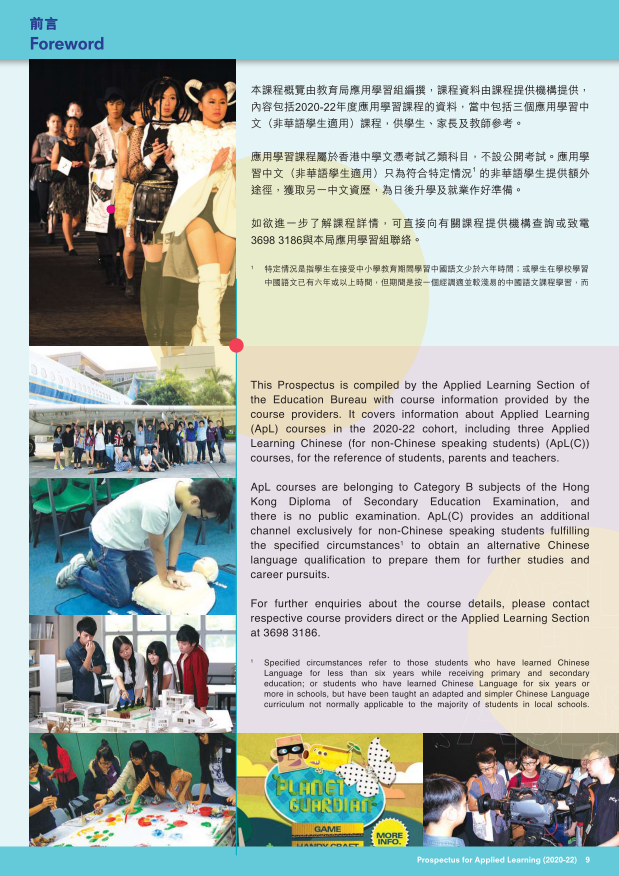 前言
Foreword
本課程概覽由教育局應用學習組編撰，課程資料由課程提供機構提供，
內容包括2020-22年度應用學習課程的資料，當中包括三個應用學習中
文（非華語學生適用）課程，供學生、家長及教師參考。
應用學習課程屬於香港中學文憑考試乙類科目，不設公開考試。應用學
習中文（非華語學生適用）只為符合特定情況¹ 的非華語學生提供額外
途徑，獲取另一中文資歷，為日後升學及就業作好準備。
如欲進一步了解課程詳情，可直接向有關課程提供機構查詢或致電
3698 3186與本局應用學習組聯絡。
¹ 特定情況是指學生在接受中小學教育期間學習中國語文少於六年時間；或學生在學校學習
中國語文已有六年或以上時間，但期間是按一個經調適並較淺易的中國語文課程學習，而
This Prospectus is compiled by the Applied Learning Section of
the Education Bureau with course information provided by the
course providers. It covers information about Applied Learning
(ApL) courses in the 2020-22 cohort, including three Applied
Learning Chinese (for non-Chinese speaking students) (ApL(C))
courses, for the reference of students, parents and teachers.
ApL courses are belonging to Category B subjects of the Hong
Kong Diploma of Secondary Education Examination, and
there is no public examination. ApL(C) provides an additional
channel exclusively for non-Chinese speaking students fulfilling
the specified circumstances¹ to obtain an alternative Chinese
language qualification to prepare them for further studies and
career pursuits.
For further enquiries about the course details, please contact
respective course providers direct or the Applied Learning Section
at 3698 3186.
¹ Specified circumstances refer to those students who have learned Chinese
Language for less than six years while receiving primary and secondary
education; or students who have learned Chinese Language for six years or
more in schools, but have been taught an adapted and simpler Chinese Language
curriculum not normally applicable to the majority of students in local schools.
PLANET
GUARDIAN
GAME
HANDY CRAFT
MORE
INFO.
Prospectus for Applied Learning (2020-22) 9